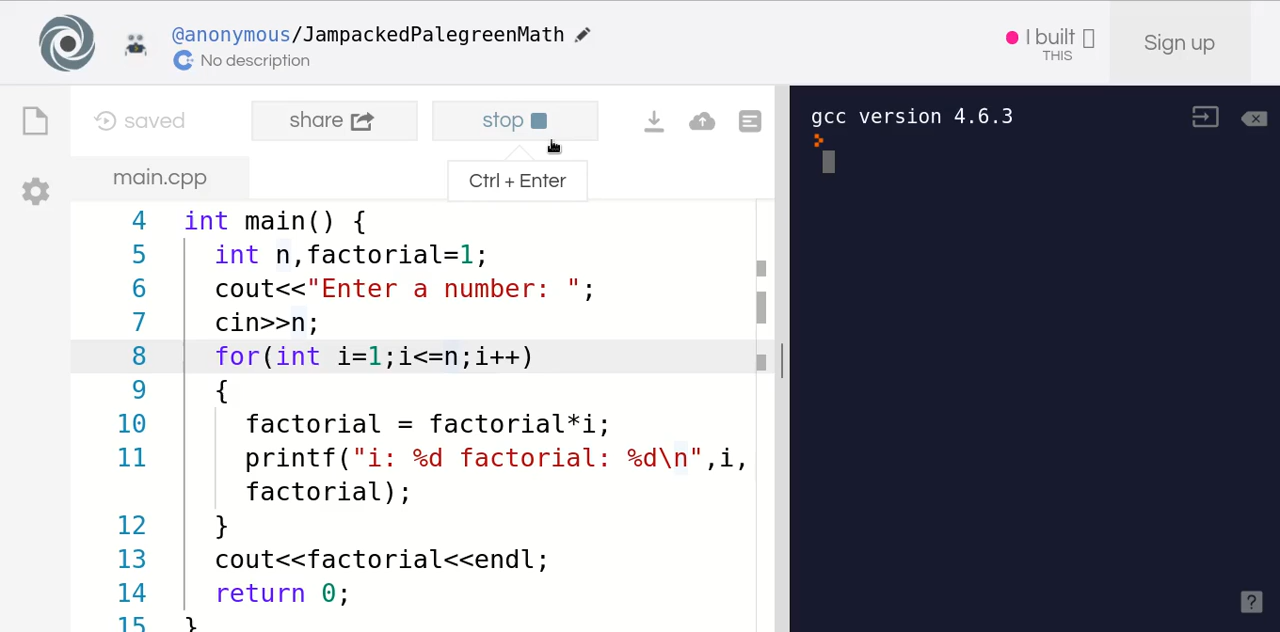 @anonymous/JampackedPalegreenMath
No description
I built
THIS
Sign up
saved
share
stop
Ctrl + Enter
main.cpp
4 int main() {
5 int n,factorial=1;
6 cout<<"Enter a number: ";
7 cin>>n;
8 for(int i=1;i<=n;i++)
9 {
10 factorial = factorial*i;
11 printf("i: %d factorial: %d\n",i,
factorial);
12 }
13 cout<<factorial<<endl;
14 return 0;
15 }
gcc version 4.6.3
?